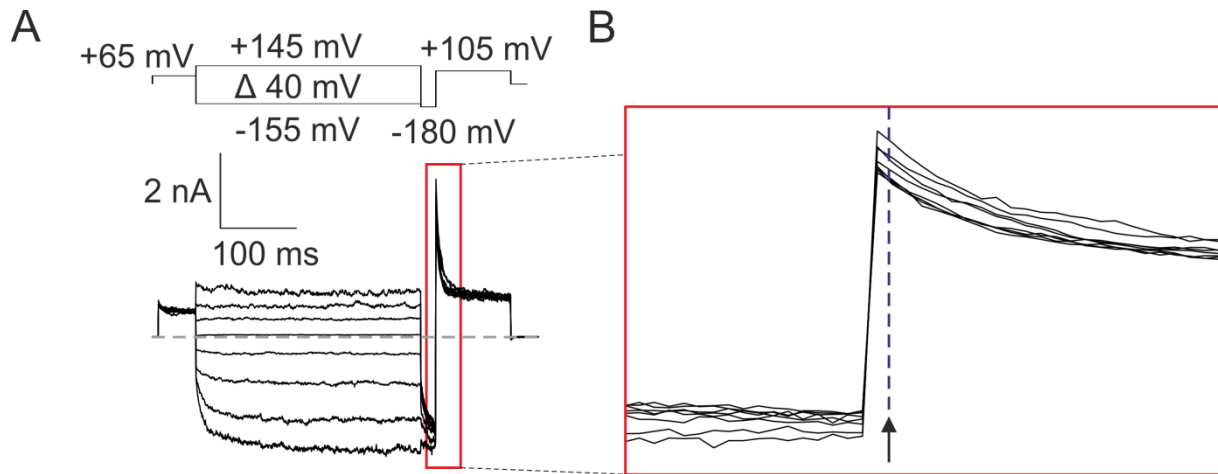 A
+65 mV
+145 mV
+105 mV
Δ 40 mV
-155 mV
-180 mV
2 nA
100 ms
B